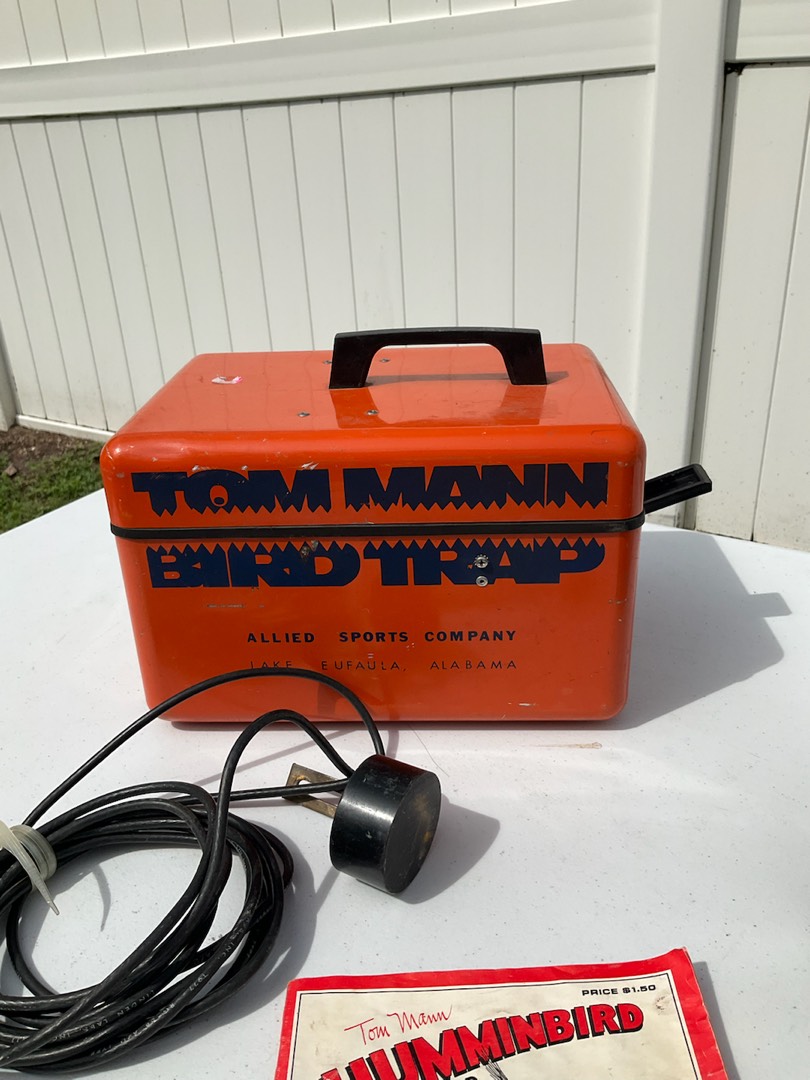 TOM MANN
BIRD TRAP
ALLIED SPORTS COMPANY
LAKE EUFAULA, ALABAMA
PRICE $1.50
Tom Mann
HUMMINBIRD